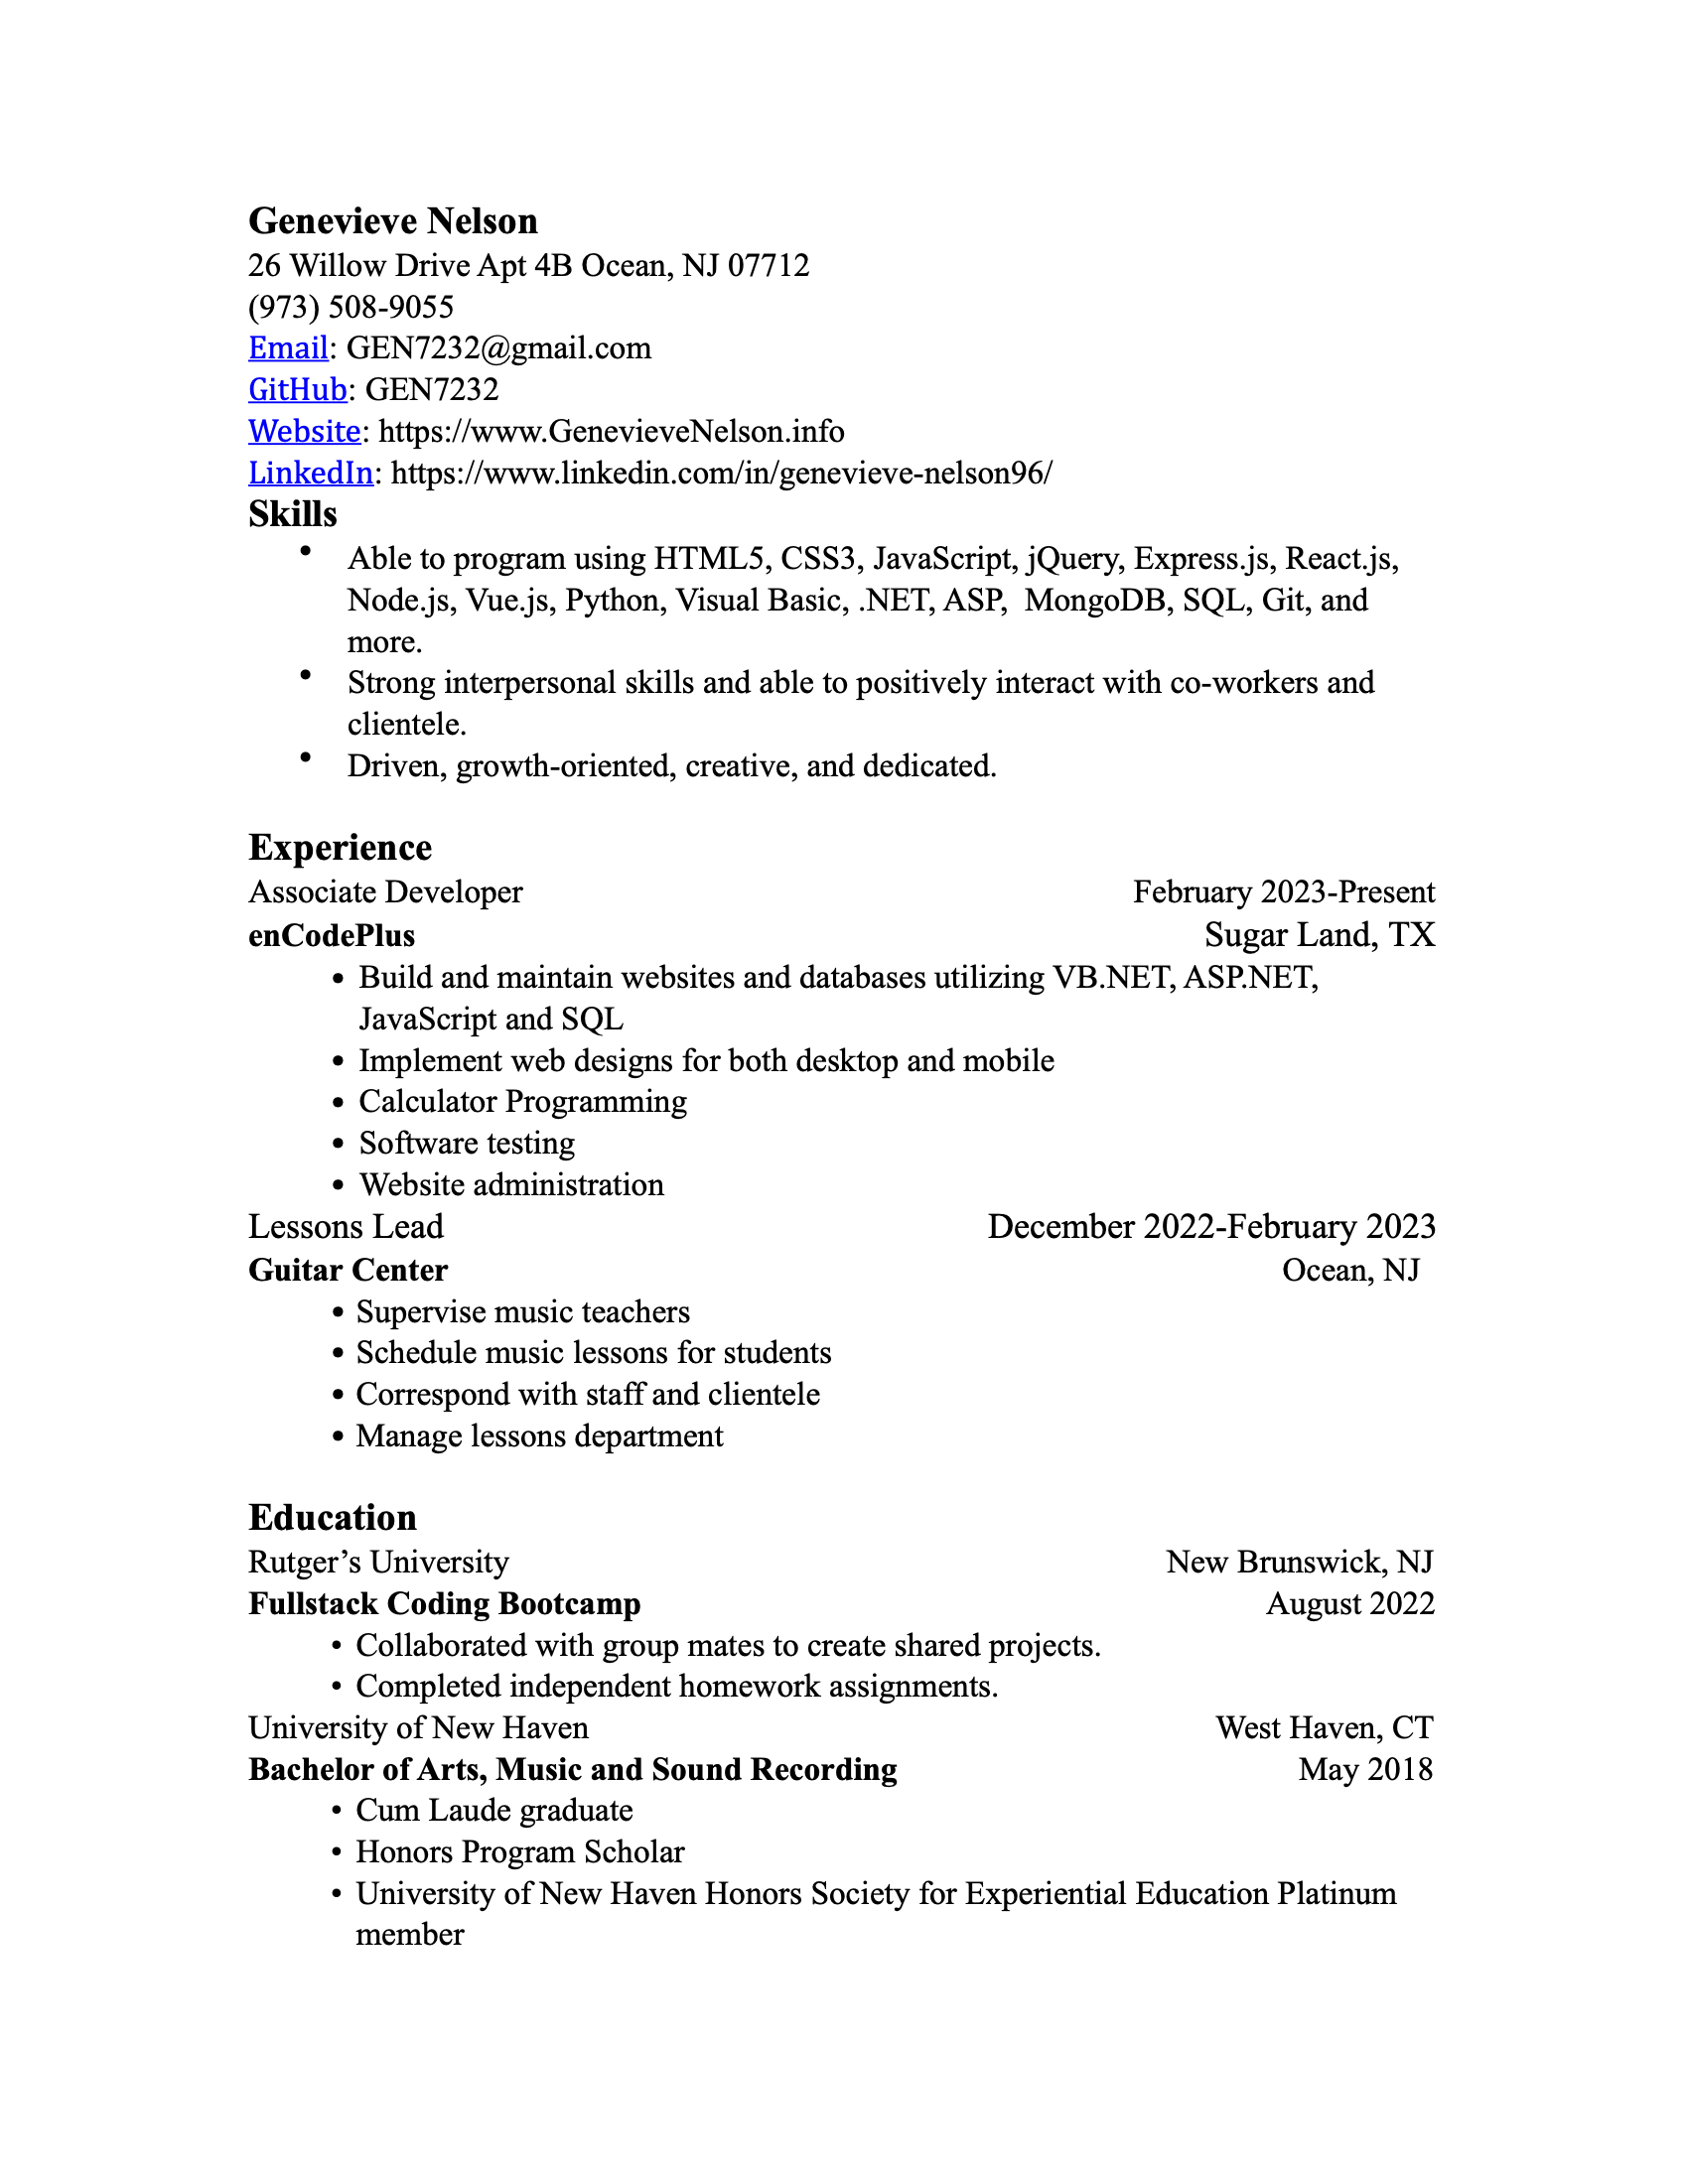 Genevieve Nelson
26 Willow Drive Apt 4B Ocean, NJ 07712
(973) 508-9055
Email: GEN7232@gmail.com
GitHub: GEN7232
Website: https://www.GenevieveNelson.info
LinkedIn: https://www.linkedin.com/in/genevieve-nelson96/
Skills
• Able to program using HTML5, CSS3, JavaScript, jQuery, Express.js, React.js,
Node.js, Vue.js, Python, Visual Basic, .NET, ASP,  MongoDB, SQL, Git, and
more.
• Strong interpersonal skills and able to positively interact with co-workers and
clientele.
• Driven, growth-oriented, creative, and dedicated.
Experience
Associate Developer February 2023-Present
enCodePlus Sugar Land, TX
• Build and maintain websites and databases utilizing VB.NET, ASP.NET,
JavaScript and SQL
• Implement web designs for both desktop and mobile
• Calculator Programming
• Software testing
• Website administration
Lessons Lead December 2022-February 2023
Guitar Center Ocean, NJ
• Supervise music teachers
• Schedule music lessons for students
• Correspond with staff and clientele
• Manage lessons department
Education
Rutger’s University New Brunswick, NJ
Fullstack Coding Bootcamp August 2022
• Collaborated with group mates to create shared projects.
• Completed independent homework assignments.
University of New Haven West Haven, CT
Bachelor of Arts, Music and Sound Recording May 2018
• Cum Laude graduate
• Honors Program Scholar
• University of New Haven Honors Society for Experiential Education Platinum
member